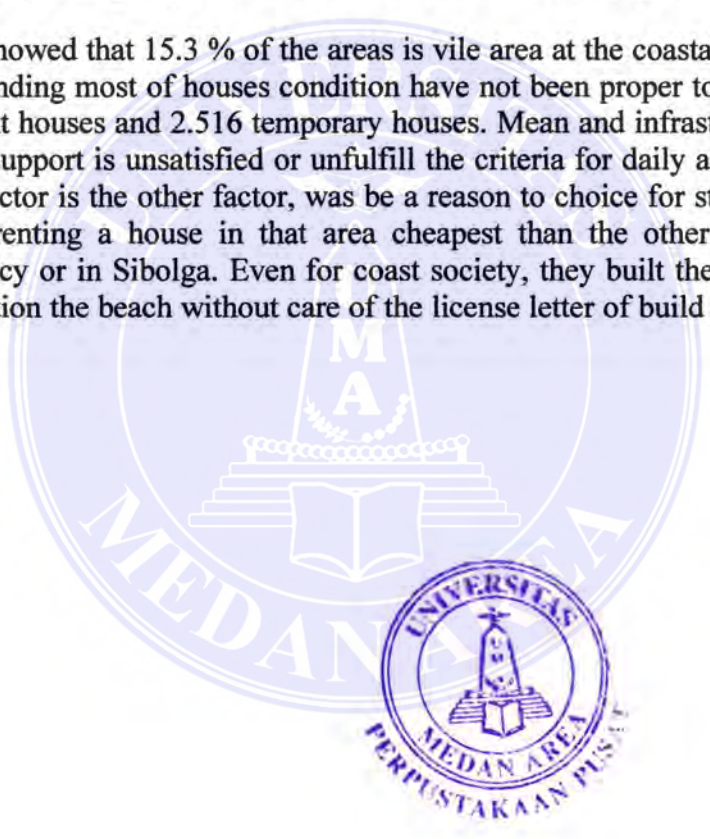 howed that 15.3 % of the areas is vile area at the coasta
nding most of houses condition have not been proper to
t houses and 2.516 temporary houses. Mean and infrast
upport is unsatisfied or unfulfill the criteria for daily a
ctor is the other factor, was be a reason to choice for st
renting a house in that area cheapest than the other
cy or in Sibolga. Even for coast society, they built the
ion the beach without care of the license letter of build
UNIVERSITAS
U
M
A
MEDAN AREA
UNIVERSITAS
U
M
MEDAN AREA
PERPUSTAKAAN PUSAT